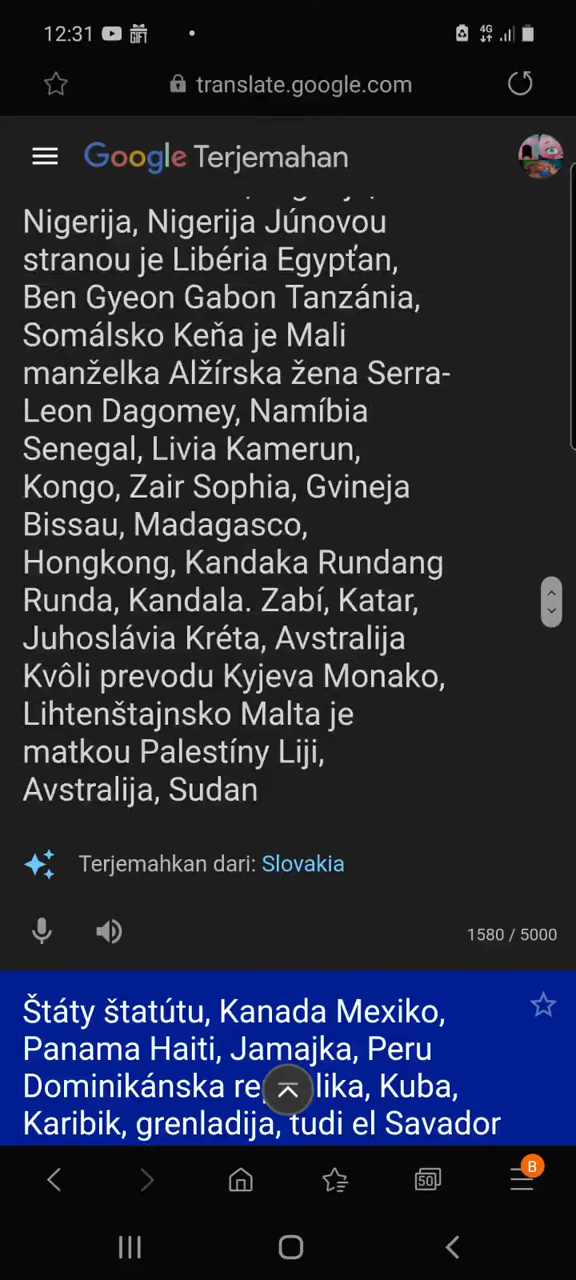 12:31
GIFT
4G
translate.google.com
Google Terjemahan
Nigerija, Nigerija Júnovou
stranou je Libéria Egypťan,
Ben Gyeon Gabon Tanzánia,
Somálsko Keňa je Mali
manželka Alžírska žena Serra-
Leon Dagomey, Namíbia
Senegal, Livia Kamerun,
Kongo, Zair Sophia, Gvineja
Bissau, Madagasco,
Hongkong, Kandaka Rundang
Runda, Kandala. Zabí, Katar,
Juhoslávia Kréta, Avstralija
Kvôli prevodu Kyjeva Monako,
Lihtenštajnsko Malta je
matkou Palestíny Liji,
Avstralija, Sudan
Terjemahkan dari: Slovakia
1580 / 5000
Štáty štatútu, Kanada Mexiko,
Panama Haiti, Jamajka, Peru
Dominikánska re lika, Kuba,
Karibik, grenladija, tudi el Savador
50
B